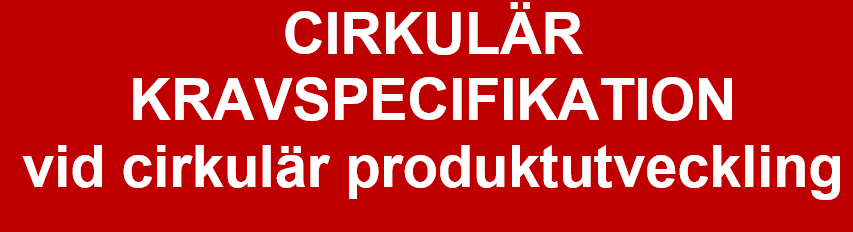 CIRKULÄR
KRAVSPECIFIKATION
vid cirkulär produktutveckling